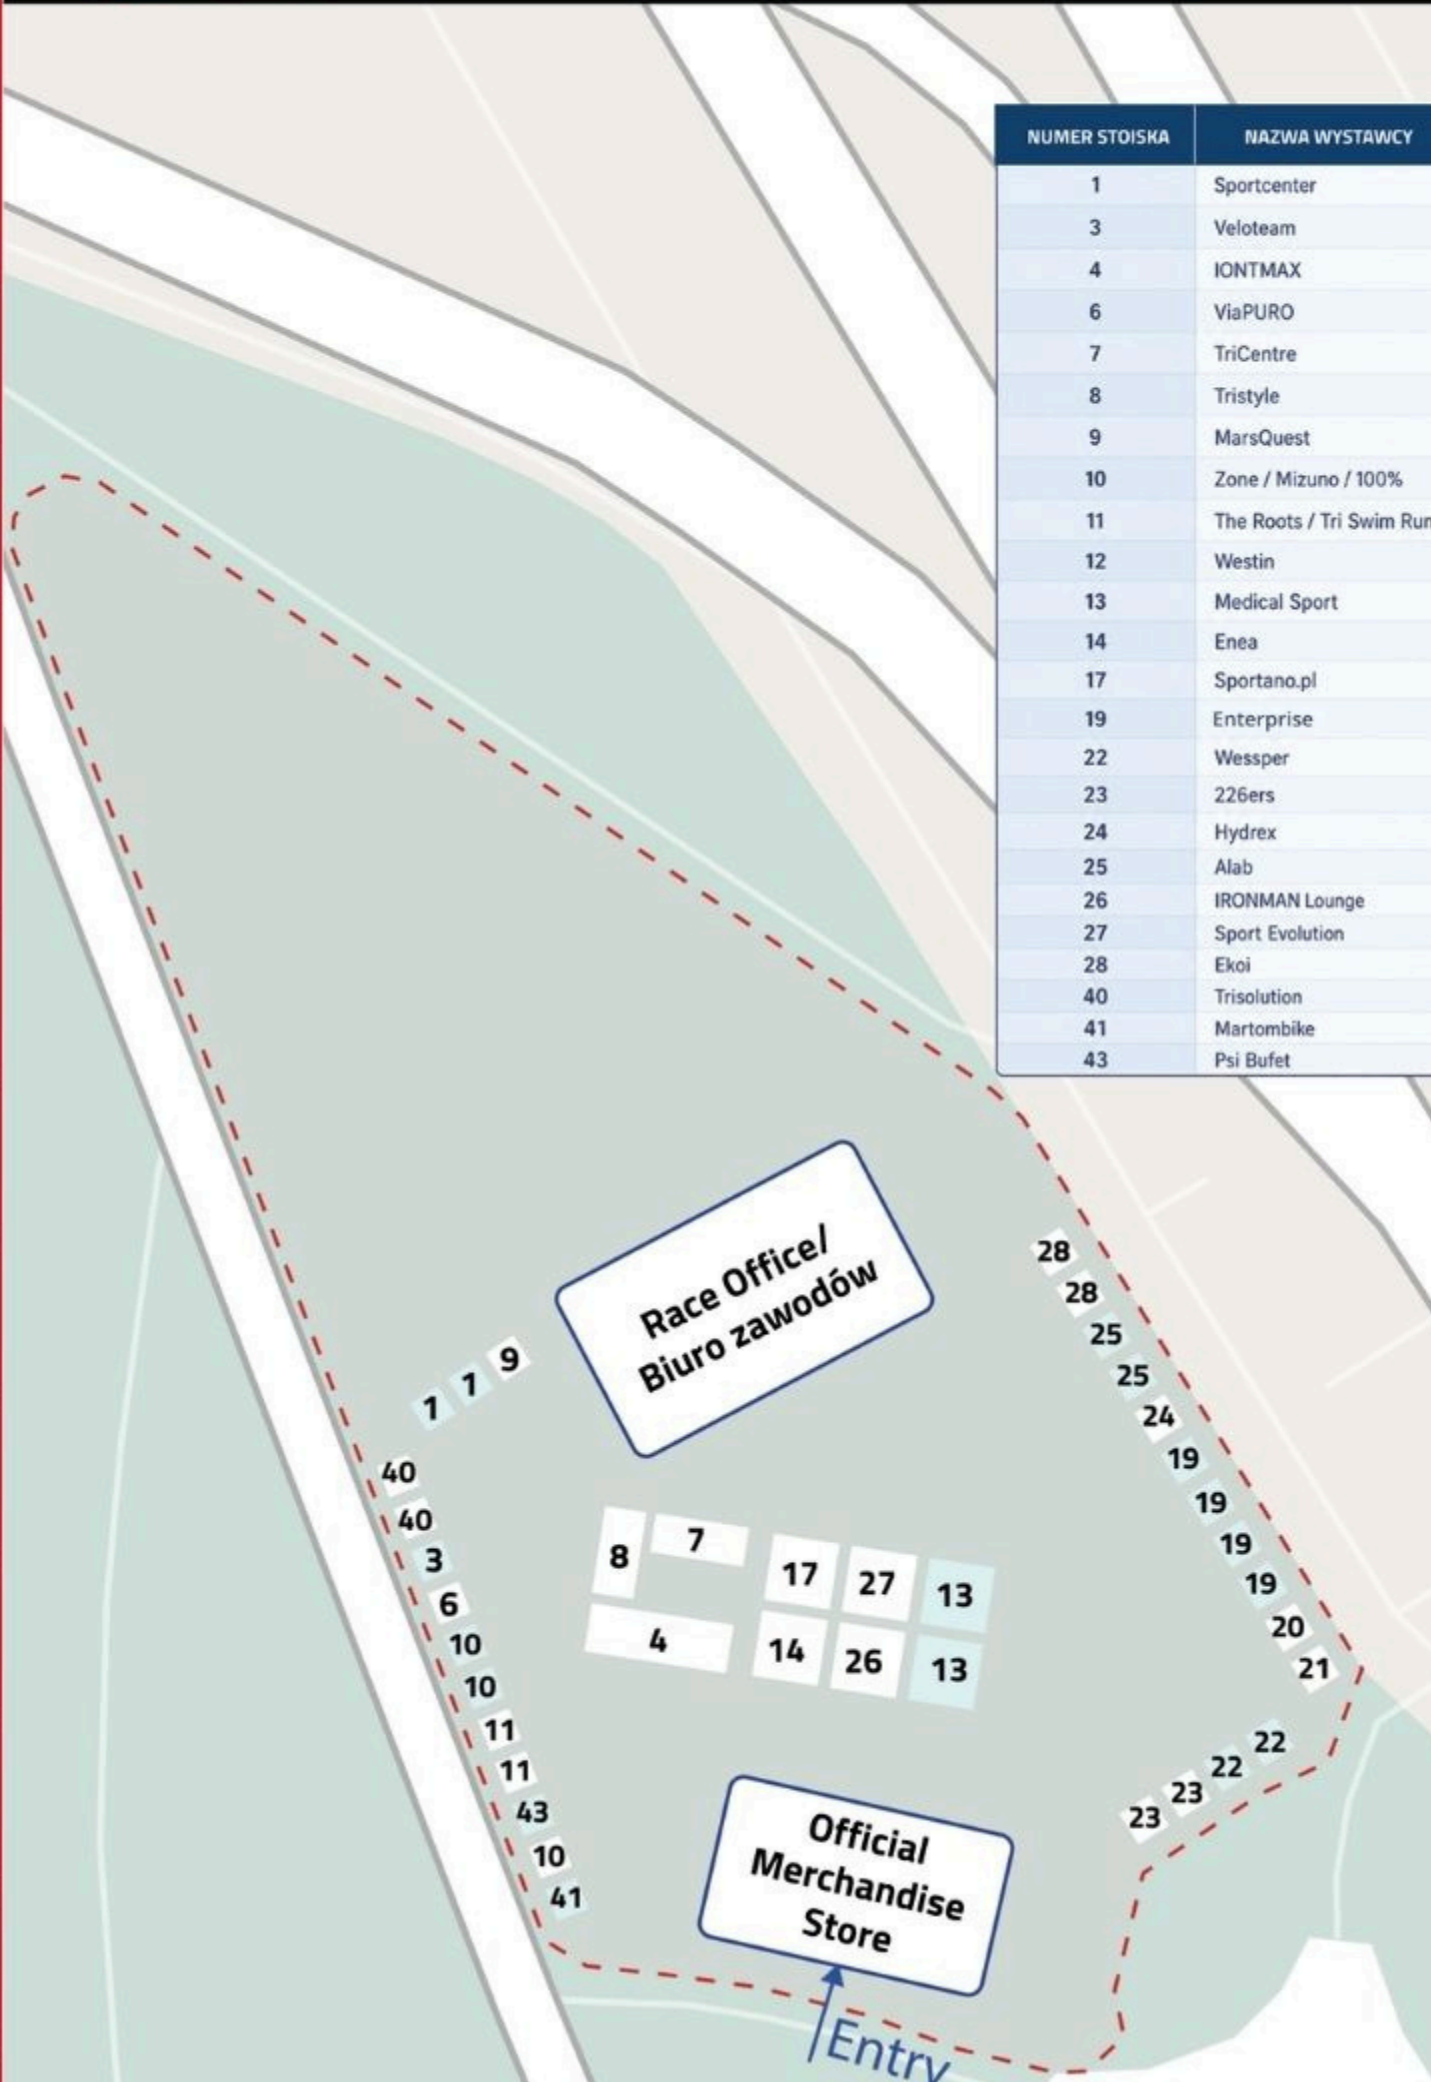 NUMER STOISKA NAZWA WYSTAWCY
1 Sportcenter
3 Veloteam
4 IONTMAX
6 ViaPURO
7 TriCentre
8 Tristyle
9 MarsQuest
10 Zone / Mizuno / 100%
11 The Roots / Tri Swim Run
12 Westin
13 Medical Sport
14 Enea
17 Sportano.pl
19 Enterprise
22 Wessper
23 226ers
24 Hydrex
25 Alab
26 IRONMAN Lounge
27 Sport Evolution
28 Ekoi
40 Trisolution
41 Martombike
43 Psi Bufet
Race Office/
Biuro zawodów
28
28
25
25
24
19
19
19
19
20
21
1 1 9
40
40
3
6
10
10
11
11
43
10
41
8 7 17 27 13
4 14 26 13
22
22
23
23
Official
Merchandise
Store
Entry